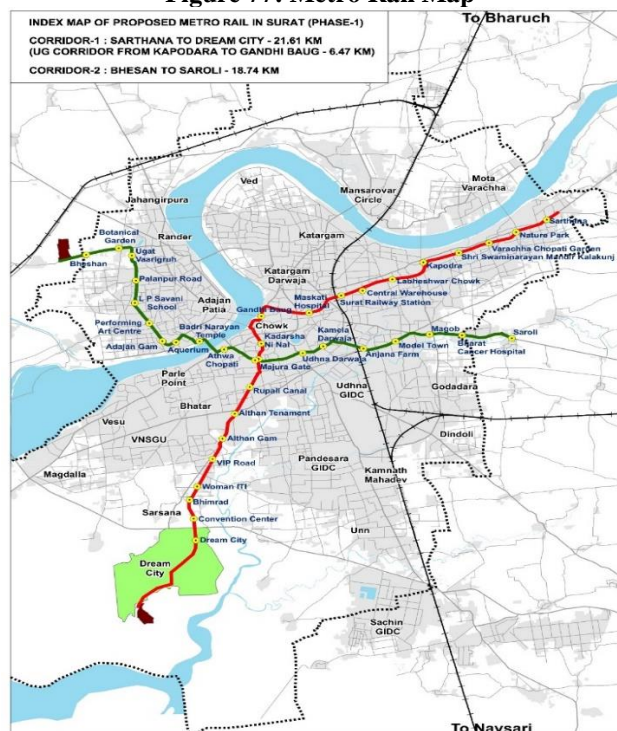 Figure 77: Metro Rail Map
INDEX MAP OF PROPOSED METRO RAIL IN SURAT (PHASE-1)
CORRIDOR-1 : SARTHANA TO DREAM CITY - 21.61 KM
(UG CORRIDOR FROM KAPODARA TO GANDHI BAUG - 6.47 KM)
CORRIDOR-2 : BHESAN TO SAROLI - 18.74 KM
To Bharuch
Ved
Mansarovar
Circle
Mota
Varachha
Jahangirpura
Rander
Katargam
Sarthana
Nature Park
Varachha Chopati Garden
Shri Swaminarayan Mandir Kalakunj
Kapodra
Labheshwar Chowk
Central Warehouse
Surat Railway Station
Maskati
Hospital
Katargam
Darwaja
Gandhi Baug
Chowk
Kadarsha
Ni Nal
Botanical
Garden
Ugat
Vaarigruh
Bheshan
Palanpur Road
L P Savani
School
Performing
Art Centre
Adajan
Patia
Badri Narayan
Temple
Adajan Gam
Aquerium
Athwa
Chopati
Majura Gate
Kamela
Darwaja
Udhna Darwaja
Anjana Farm
Model Town
Magob
Bharat
Cancer Hospital
Saroli
Parle
Point
Rupali Canal
Udhna
GIDC
Godadara
Bhatar
Althan Tenament
Vesu
VNSGU
Althan Gam
Dindoli
Magdalla
VIP Road
Pandesara
GIDC
Kamnath
Mahadev
Woman ITI
Bhimrad
Sarsana
Convention Center
Unn
Dream City
Dream
City
Sachin
GIDC
To Navsari